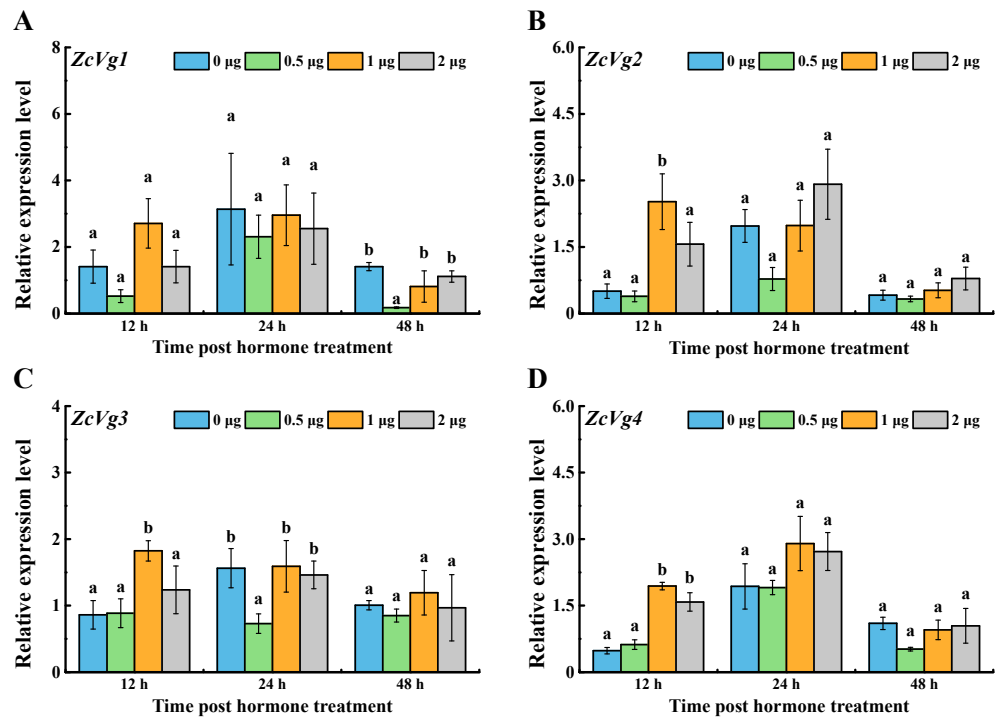 A
ZcVg1
0 μg 0.5 μg 1 μg 2 μg
Relative expression level
8
6
4
2
0
a a a a
a a a a
b a b b
12 h 24 h 48 h
Time post hormone treatment
B
ZcVg2
0 μg 0.5 μg 1 μg 2 μg
Relative expression level
6.0
4.5
3.0
1.5
0
a a b a
a a a a
a a a a
12 h 24 h 48 h
Time post hormone treatment
C
ZcVg3
0 μg 0.5 μg 1 μg 2 μg
Relative expression level
4
3
2
1
0
a a b a
b a b b
a a a a
12 h 24 h 48 h
Time post hormone treatment
D
ZcVg4
0 μg 0.5 μg 1 μg 2 μg
Relative expression level
6.0
4.5
3.0
1.5
0
a a b b
a a a a
a a a a
12 h 24 h 48 h
Time post hormone treatment